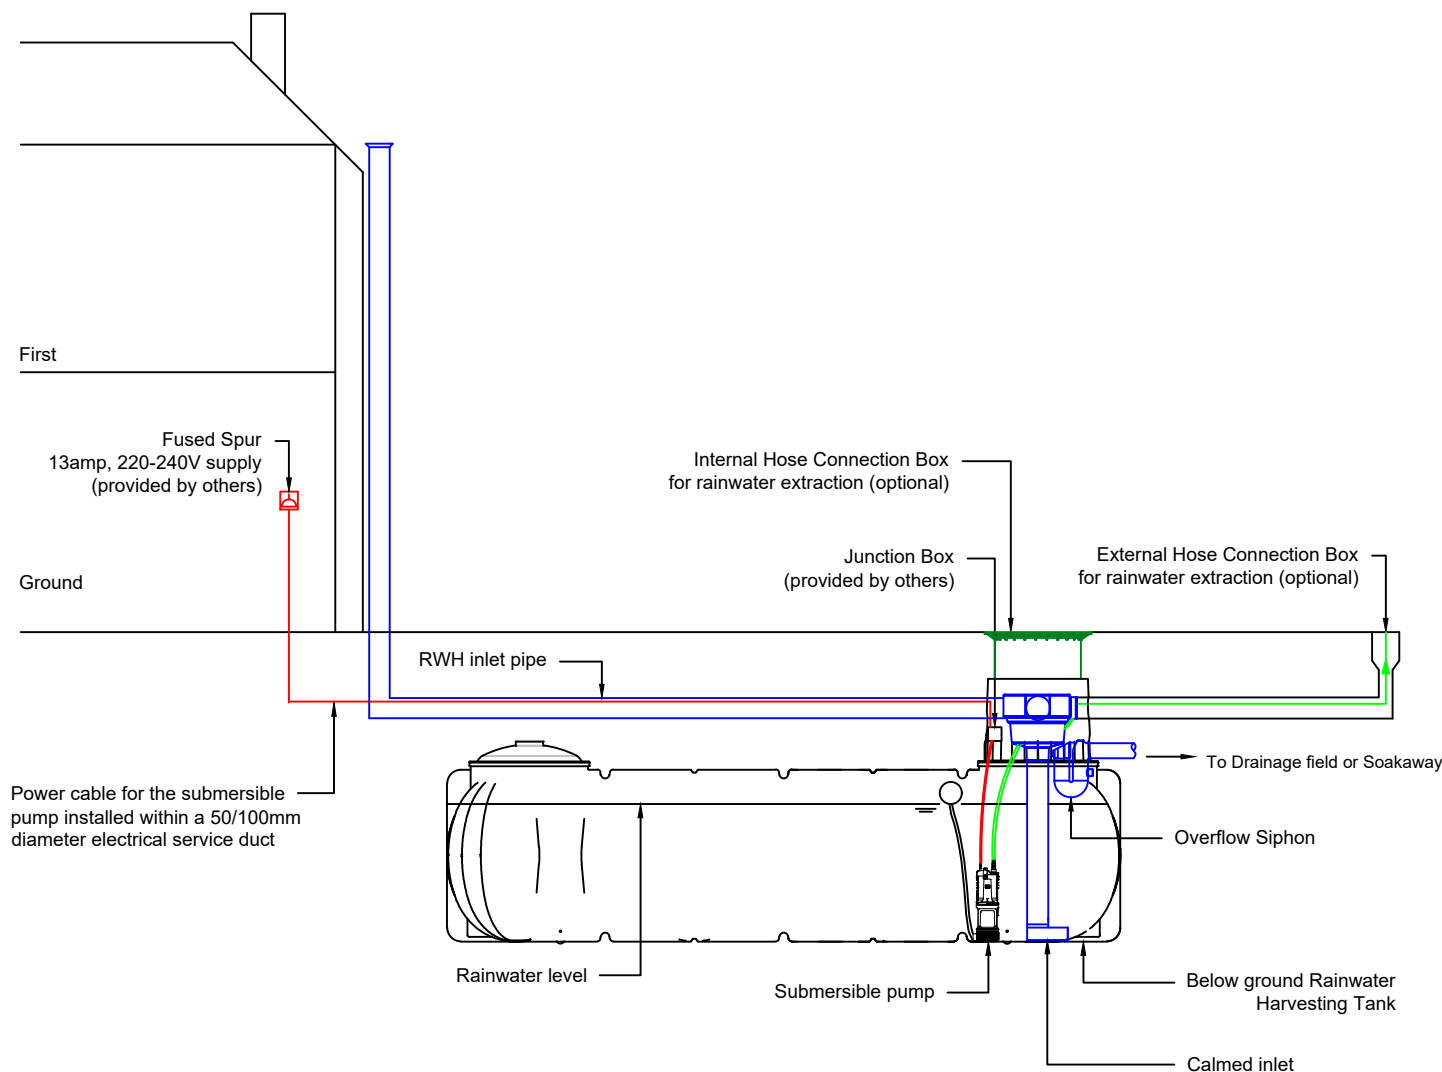 First
Fused Spur
13amp, 220-240V supply
(provided by others)
Internal Hose Connection Box
for rainwater extraction (optional)
Junction Box
(provided by others)
External Hose Connection Box
for rainwater extraction (optional)
Ground
RWH inlet pipe
To Drainage field or Soakaway
Power cable for the submersible
pump installed within a 50/100mm
diameter electrical service duct
Overflow Siphon
Rainwater level
Submersible pump
Below ground Rainwater
Harvesting Tank
Calmed inlet